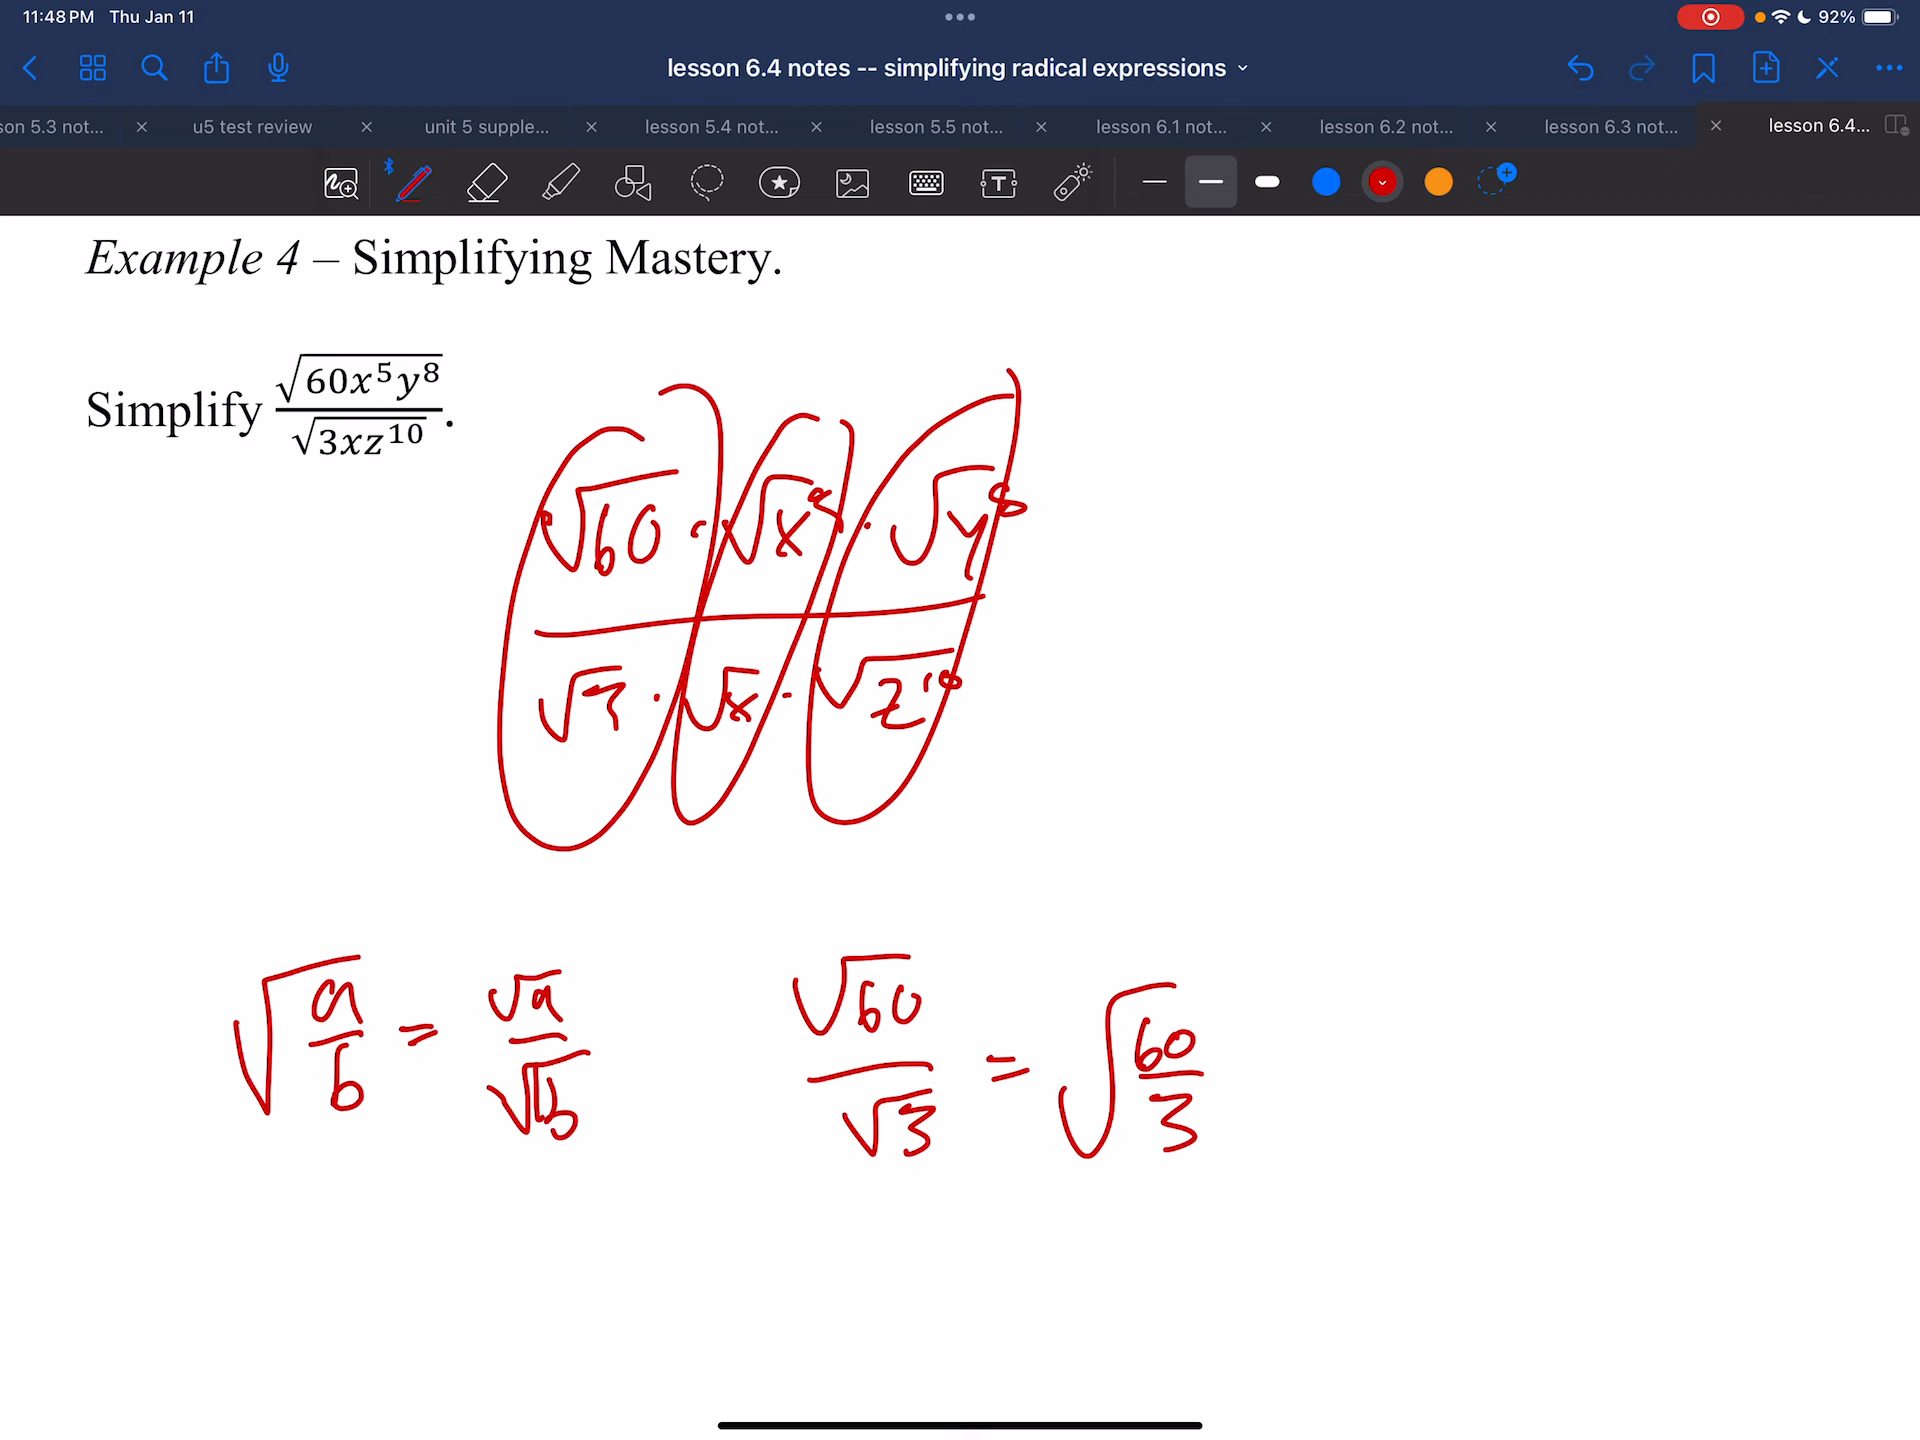 11:48 PM Thu Jan 11
92%
lesson 6.4 notes -- simplifying radical expressions
son 5.3 not... u5 test review unit 5 supple... lesson 5.4 not... lesson 5.5 not... lesson 6.1 not... lesson 6.2 not... lesson 6.3 not... lesson 6.4...
Example 4 – Simplifying Mastery.
Simplify √(60x⁵y⁸)/√(3xz¹⁰).
√60 · √x⁵ · √y⁸
√3 · √x · √z¹⁰
√(a/b) = √a/√b
√60/√3 = √(60/3)